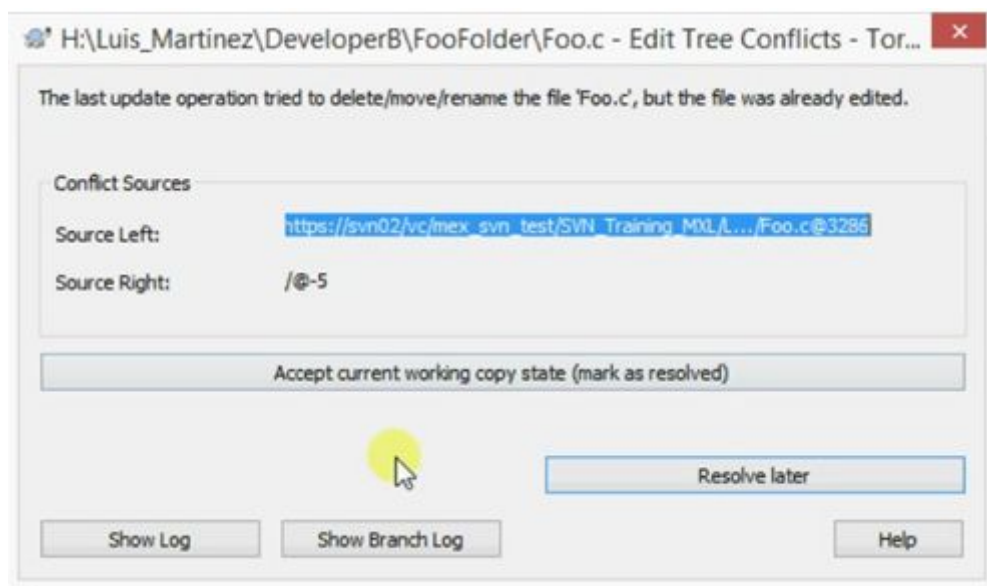 H:\Luis_Martinez\DeveloperB\FooFolder\Foo.c - Edit Tree Conflicts - Tor...
The last update operation tried to delete/move/rename the file 'Foo.c', but the file was already edited.
Conflict Sources
Source Left: https://svn02/vc/mex_svn_test/SVN_Training_MXL/L.../Foo.c@3286
Source Right: /@-5
Accept current working copy state (mark as resolved)
Resolve later
Show Log Show Branch Log Help